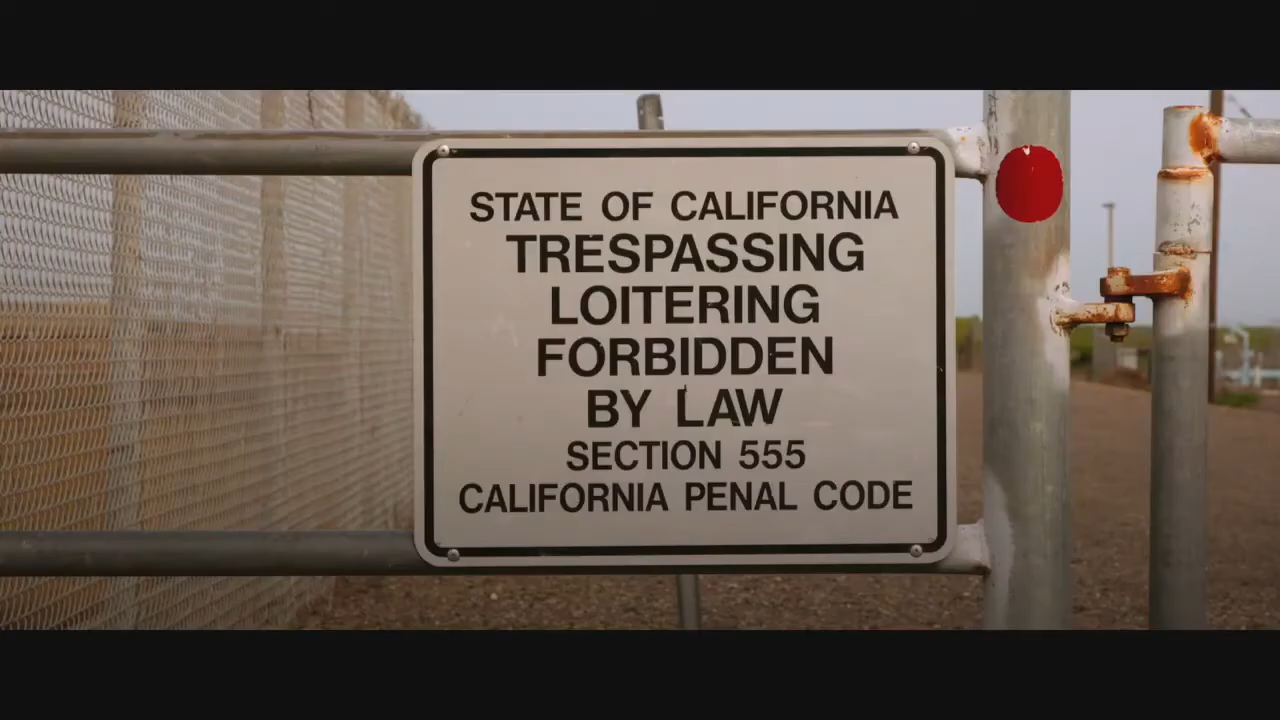 STATE OF CALIFORNIA
TRESPASSING
LOITERING
FORBIDDEN
BY LAW
SECTION 555
CALIFORNIA PENAL CODE